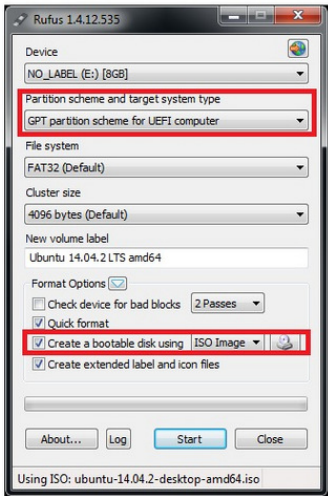 Rufus 1.4.12.535
Device
NO_LABEL (E:) [8GB]
Partition scheme and target system type
GPT partition scheme for UEFI computer
File system
FAT32 (Default)
Cluster size
4096 bytes (Default)
New volume label
Ubuntu 14.04.2 LTS amd64
Format Options
Check device for bad blocks 2 Passes
Quick format
Create a bootable disk using ISO Image
Create extended label and icon files
About... Log Start Close
Using ISO: ubuntu-14.04.2-desktop-amd64.iso